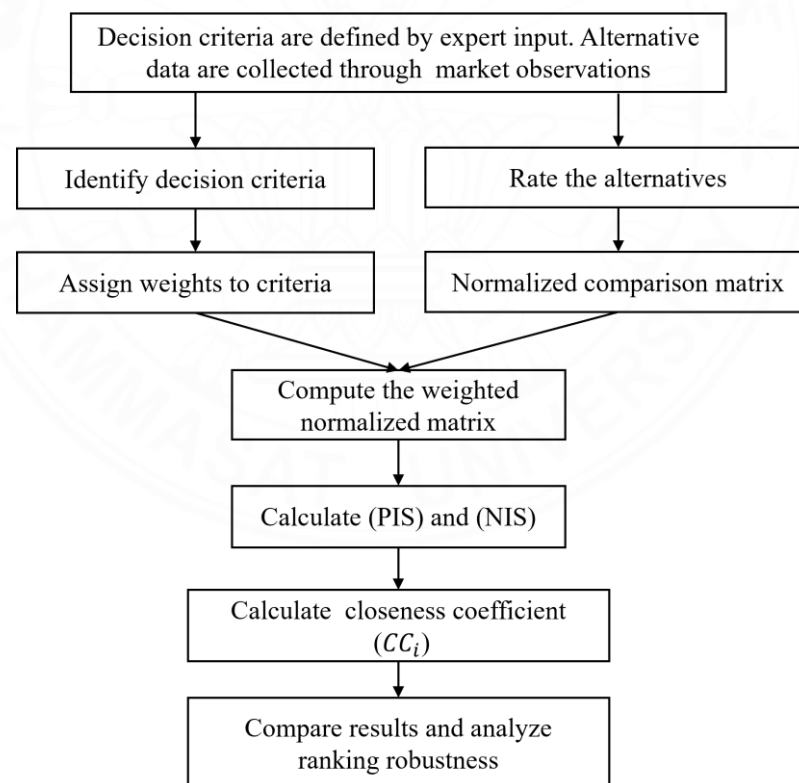 Decision criteria are defined by expert input. Alternative
data are collected through market observations
Identify decision criteria
Rate the alternatives
Assign weights to criteria
Normalized comparison matrix
Compute the weighted
normalized matrix
Calculate (PIS) and (NIS)
Calculate closeness coefficient
(𝐶𝐶ᵢ)
Compare results and analyze
ranking robustness